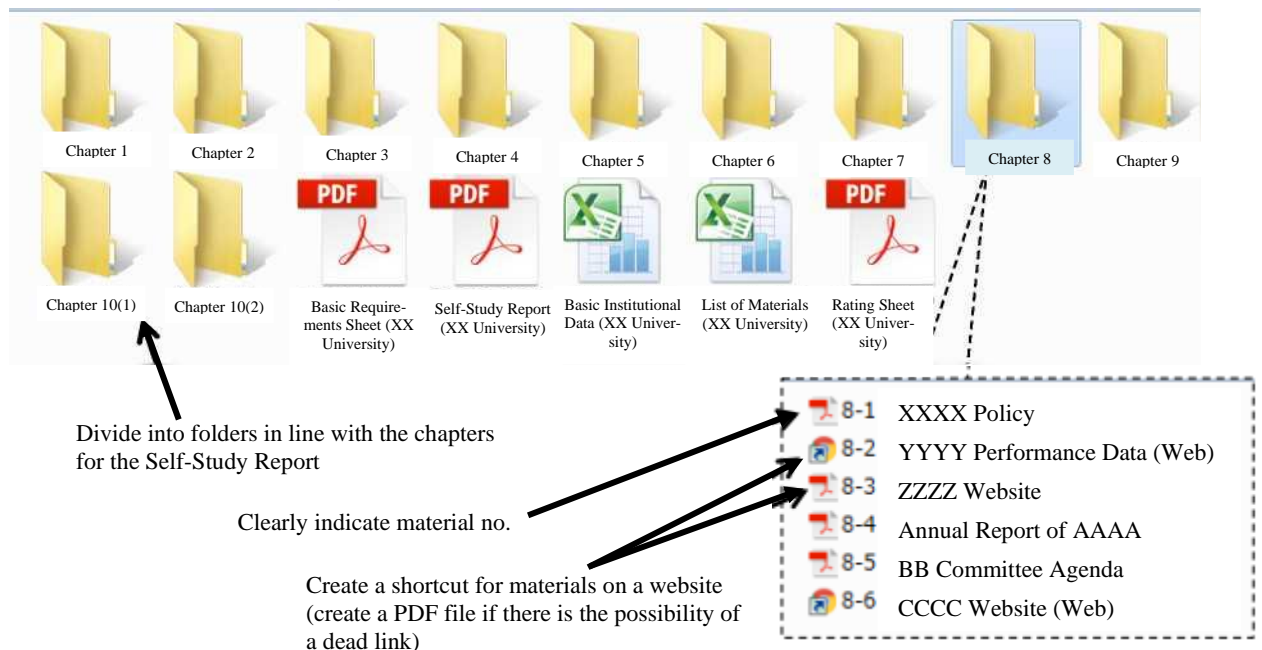 Chapter 1
Chapter 2
Chapter 3
Chapter 4
Chapter 5
Chapter 6
Chapter 7
Chapter 8
Chapter 9
PDF
PDF
PDF
Chapter 10(1)
Chapter 10(2)
Basic Require-
ments Sheet (XX
University)
Self-Study Report
(XX University)
Basic Institutional
Data (XX Univer-
sity)
List of Materials
(XX University)
Rating Sheet
(XX Univer-
sity)
Divide into folders in line with the chapters
for the Self-Study Report
Clearly indicate material no.
Create a shortcut for materials on a website
(create a PDF file if there is the possibility of
a dead link)
8-1 XXXX Policy
8-2 YYYY Performance Data (Web)
8-3 ZZZZ Website
8-4 Annual Report of AAAA
8-5 BB Committee Agenda
8-6 CCCC Website (Web)